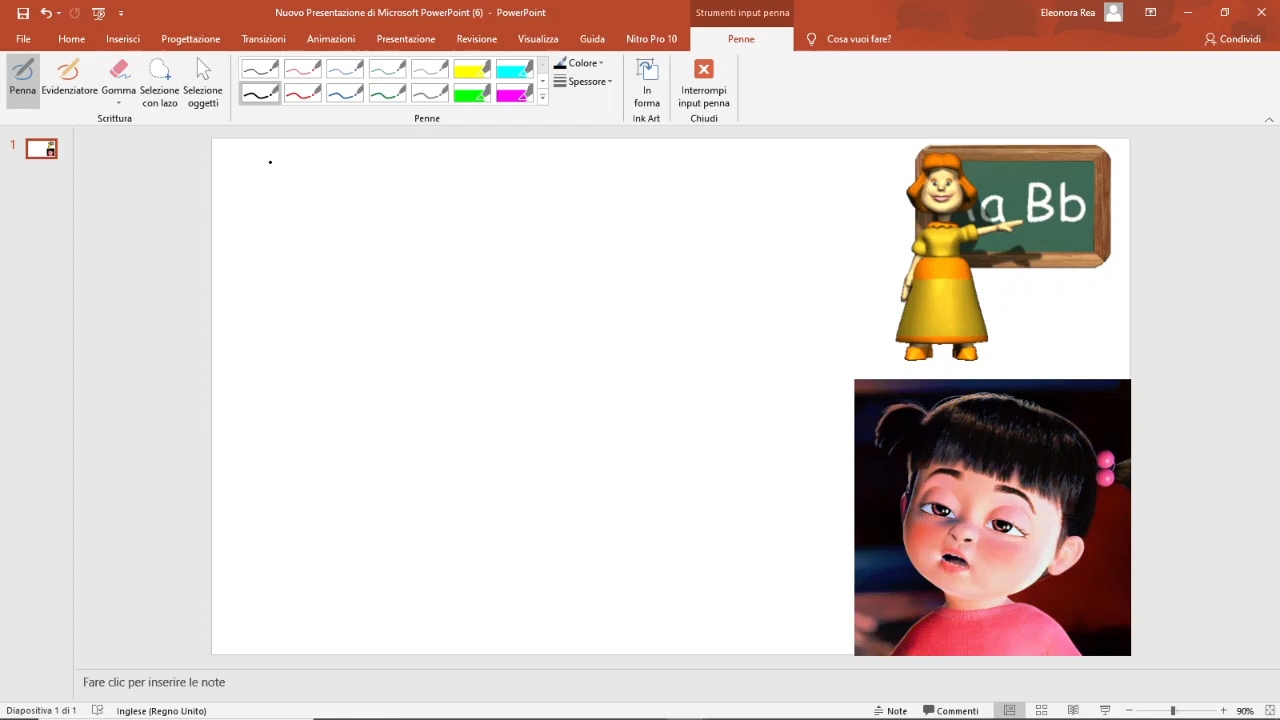 Nuovo Presentazione di Microsoft PowerPoint (6) - PowerPoint
Strumenti input penna
Eleonora Rea
File
Home
Inserisci
Progettazione
Transizioni
Animazioni
Presentazione
Revisione
Visualizza
Guida
Nitro Pro 10
Penne
Cosa vuoi fare?
Condividi
Penna
Evidenziatore
Gomma
Selezione con lazo
Selezione oggetti
Colore
Spessore
In forma
Interrompi input penna
Scrittura
Penne
Ink Art
Chiudi
1
a Bb
Fare clic per inserire le note
Diapositiva 1 di 1
Inglese (Regno Unito)
Note
Commenti
90%